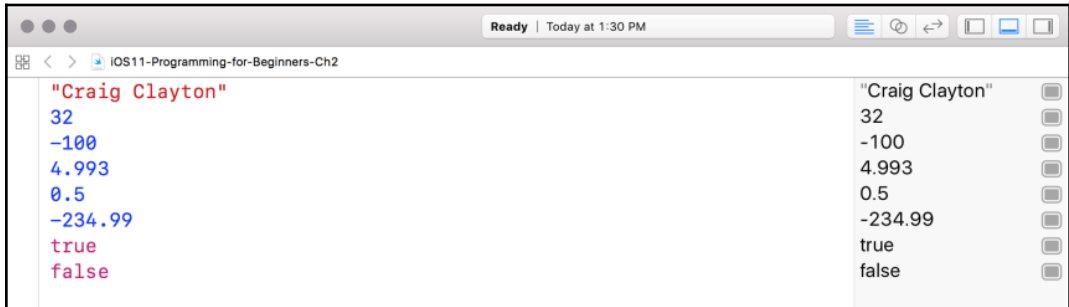 Ready | Today at 1:30 PM
iOS11-Programming-for-Beginners-Ch2
"Craig Clayton"
32
-100
4.993
0.5
-234.99
true
false
"Craig Clayton"
32
-100
4.993
0.5
-234.99
true
false